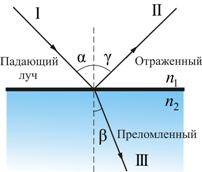 I II
α γ
Падающий Отраженный
луч
n₁
n₂
β Преломленный
III